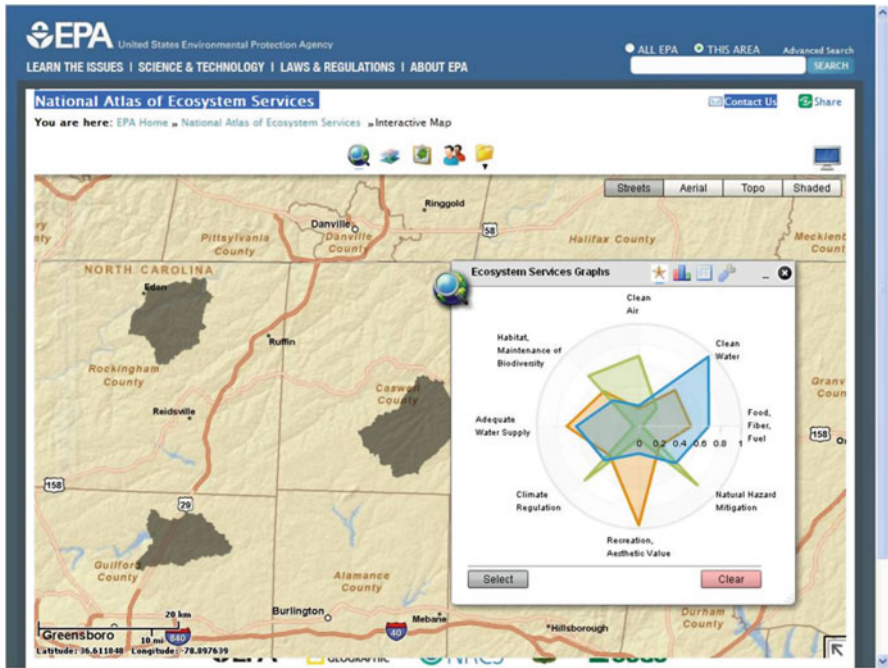 EPA United States Environmental Protection Agency
ALL EPA THIS AREA Advanced Search
LEARN THE ISSUES | SCIENCE & TECHNOLOGY | LAWS & REGULATIONS | ABOUT EPA
SEARCH
National Atlas of Ecosystem Services
Contact Us
Share
You are here: EPA Home » National Atlas of Ecosystem Services » Interactive Map
Streets
Aerial
Topo
Shaded
Ringgold
Danville
58
Pittsylvania
County
Danville
County
Halifax County
NORTH CAROLINA
Eden
Ruffin
Rockingham
County
Reidsville
158
29
Guilford
County
Alamance
County
Burlington
Mebane
40
Hillsborough
Durham
County
158
20 km
10 mi
840
Greensboro
Latitude: 36.611848 Longitude: -78.897639
Ecosystem Services Graphs
Clean
Air
Clean
Water
Food,
Fiber,
Fuel
Natural Hazard
Mitigation
Recreation,
Aesthetic Value
Climate
Regulation
Adequate
Water Supply
Habitat,
Maintenance of
Biodiversity
0 0.2 0.4 0.6 0.8 1
Select
Clear